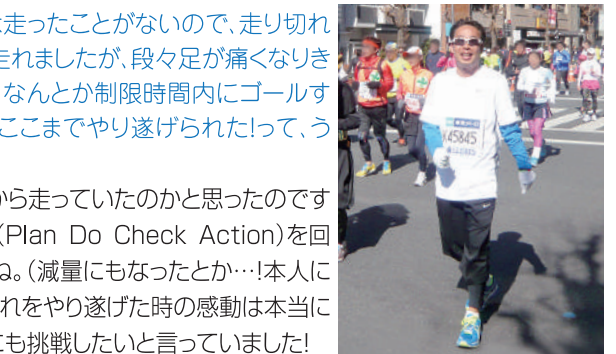 走ったことがないので、走り切れ
走れましたが、段々足が痛くなりき
なんとか制限時間内にゴールす
ここまでやり遂げられた!って、う
から走っていたのかと思ったのです
(Plan Do Check Action)を回
ね。(減量にもなったとか…!本人に
れをやり遂げた時の感動は本当に
にも挑戦したいと言っていました!
45845